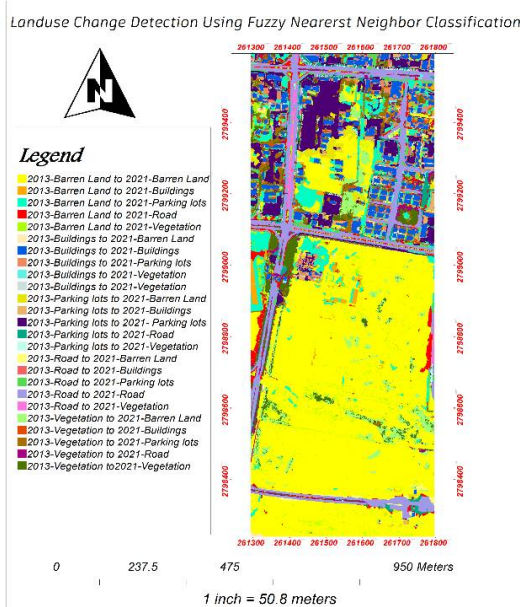 Landuse Change Detection Using Fuzzy Nearerst Neighbor Classification
N
261300 261400 261500 261700 261800
2799400
2799200
2799000
2798800
2798600
2798400
2799400
2799200
2799000
2798800
2798600
2798400
Legend
2013-Barren Land to 2021-Barren Land
2013-Barren Land to 2021-Buildings
2013-Barren Land to 2021-Parking lots
2013-Barren Land to 2021-Road
2013-Barren Land to 2021-Vegetation
2013-Buildings to 2021-Barren Land
2013-Buildings to 2021-Buildings
2013-Buildings to 2021-Parking lots
2013-Buildings to 2021-Vegetation
2013-Buildings to 2021-Vegetation
2013-Parking lots to 2021-Barren Land
2013-Parking lots to 2021-Buildings
2013-Parking lots to 2021- Parking lots
2013-Parking lots to 2021-Road
2013-Parking lots to 2021-Vegetation
2013-Road to 2021-Barren Land
2013-Road to 2021-Buildings
2013-Road to 2021-Parking lots
2013-Road to 2021-Road
2013-Road to 2021-Vegetation
2013-Vegetation to 2021-Barren Land
2013-Vegetation to 2021-Buildings
2013-Vegetation to 2021-Parking lots
2013-Vegetation to 2021-Road
2013-Vegetation to2021-Vegetation
261300 261400 261500 261700 261800
0 237.5 475 950 Meters
1 inch = 50.8 meters